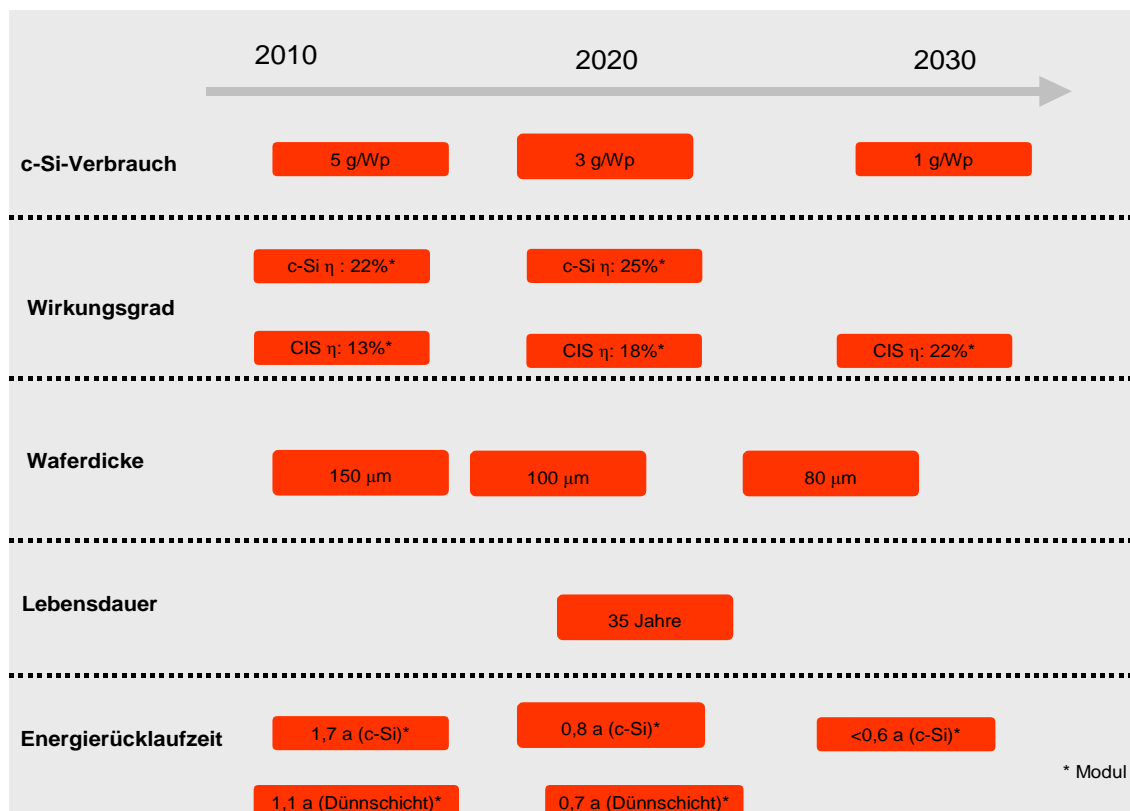 2010
2020
2030
c-Si-Verbrauch
5 g/Wp
3 g/Wp
1 g/Wp
c-Si η : 22%*
c-Si η: 25%*
Wirkungsgrad
CIS η: 13%*
CIS η: 18%*
CIS η: 22%*
Waferdicke
150 μm
100 μm
80 μm
Lebensdauer
35 Jahre
Energierücklaufzeit
1,7 a (c-Si)*
0,8 a (c-Si)*
<0,6 a (c-Si)*
* Modul
1,1 a (Dünnschicht)*
0,7 a (Dünnschicht)*